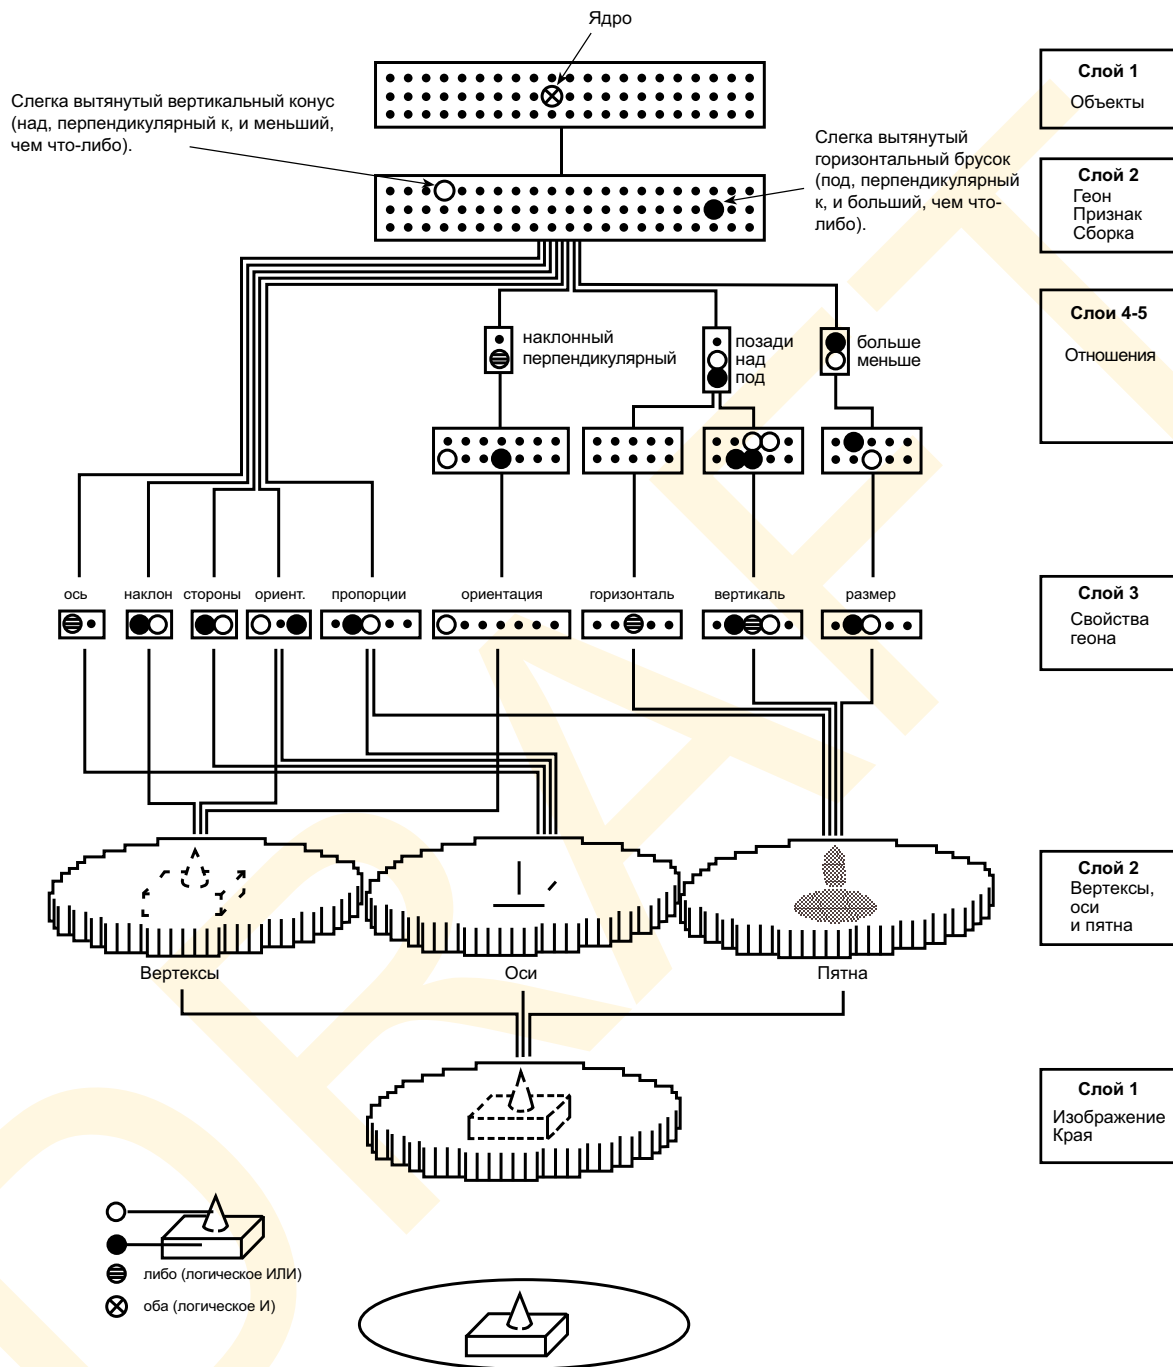 Ядро
Слой 1
Объекты
Слегка вытянутый вертикальный конус
(над, перпендикулярный к, и меньший,
чем что-либо).
Слегка вытянутый
горизонтальный брусок
(под, перпендикулярный
к, и больший, чем что-
либо).
Слой 2
Геон
Признак
Сборка
Слои 4-5
Отношения
наклонный
перпендикулярный
позади
над
под
больше
меньше
ось
наклон
стороны
ориент.
пропорции
ориентация
горизонталь
вертикаль
размер
Слой 3
Свойства
геона
Слой 2
Вертексы,
оси
и пятна
Вертексы
Оси
Пятна
Слой 1
Изображение
Края
либо (логическое ИЛИ)
оба (логическое И)
DRAFT